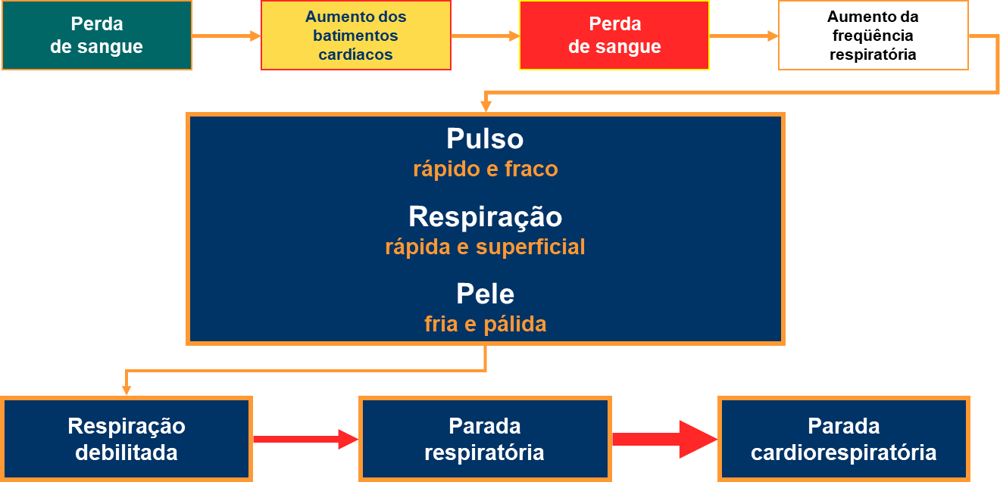 Perda
de sangue
Aumento dos
batimentos
cardíacos
Perda
de sangue
Aumento da
freqüência
respiratória
Pulso
rápido e fraco
Respiração
rápida e superficial
Pele
fria e pálida
Respiração
debilitada
Parada
respiratória
Parada
cardiorespiratória